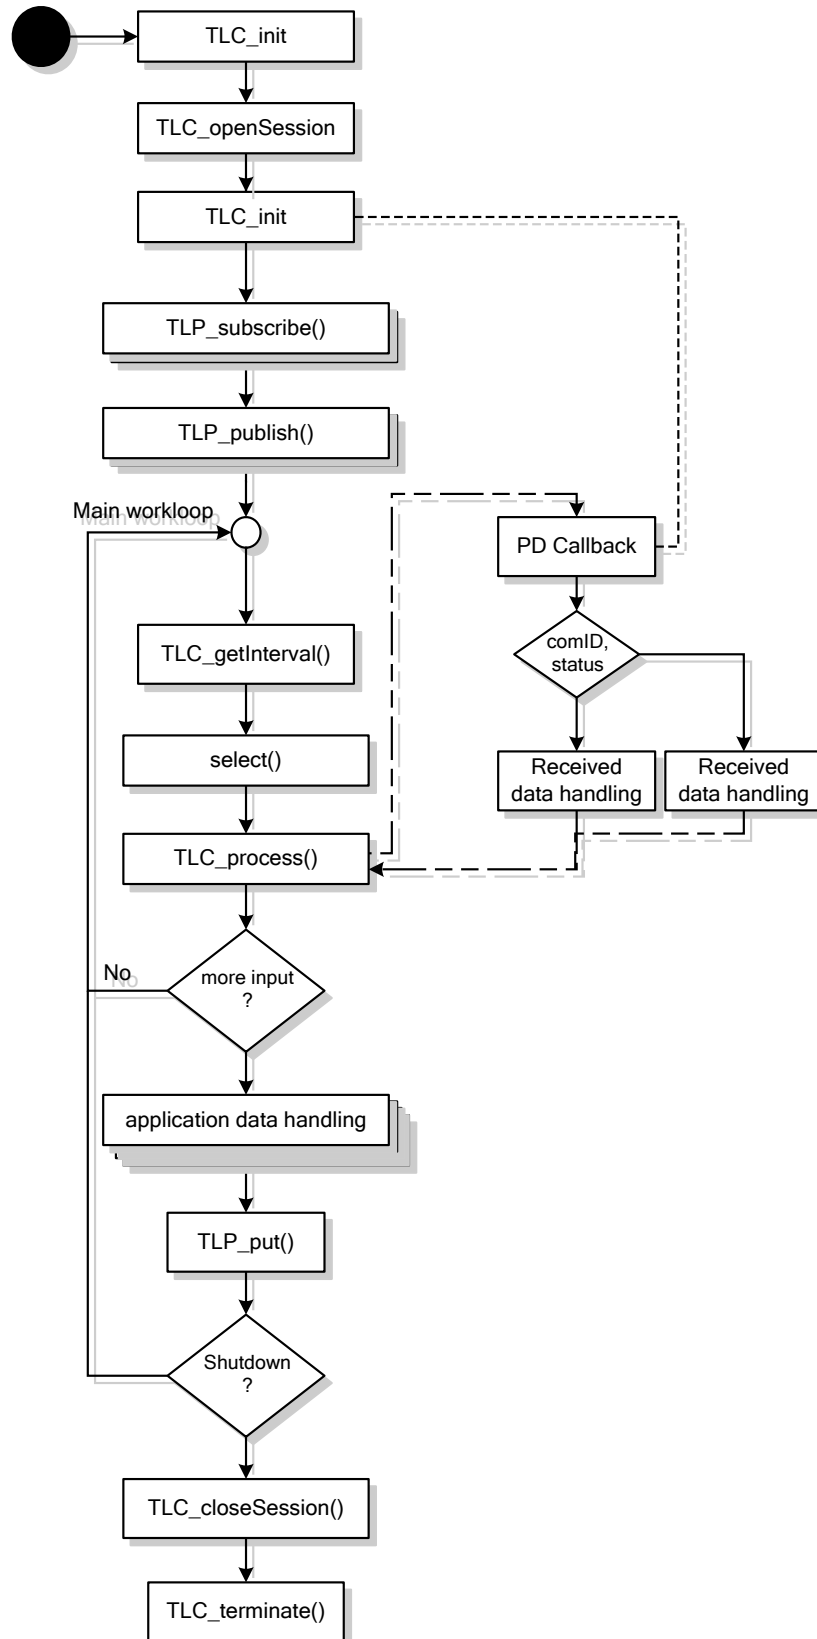 TLC_init
TLC_openSession
TLC_init
TLP_subscribe()
TLP_publish()
Main workloop
PD Callback
comID,
status
TLC_getInterval()
select()
Received
data handling
Received
data handling
TLC_process()
No
more input
?
application data handling
TLP_put()
Shutdown
?
TLC_closeSession()
TLC_terminate()